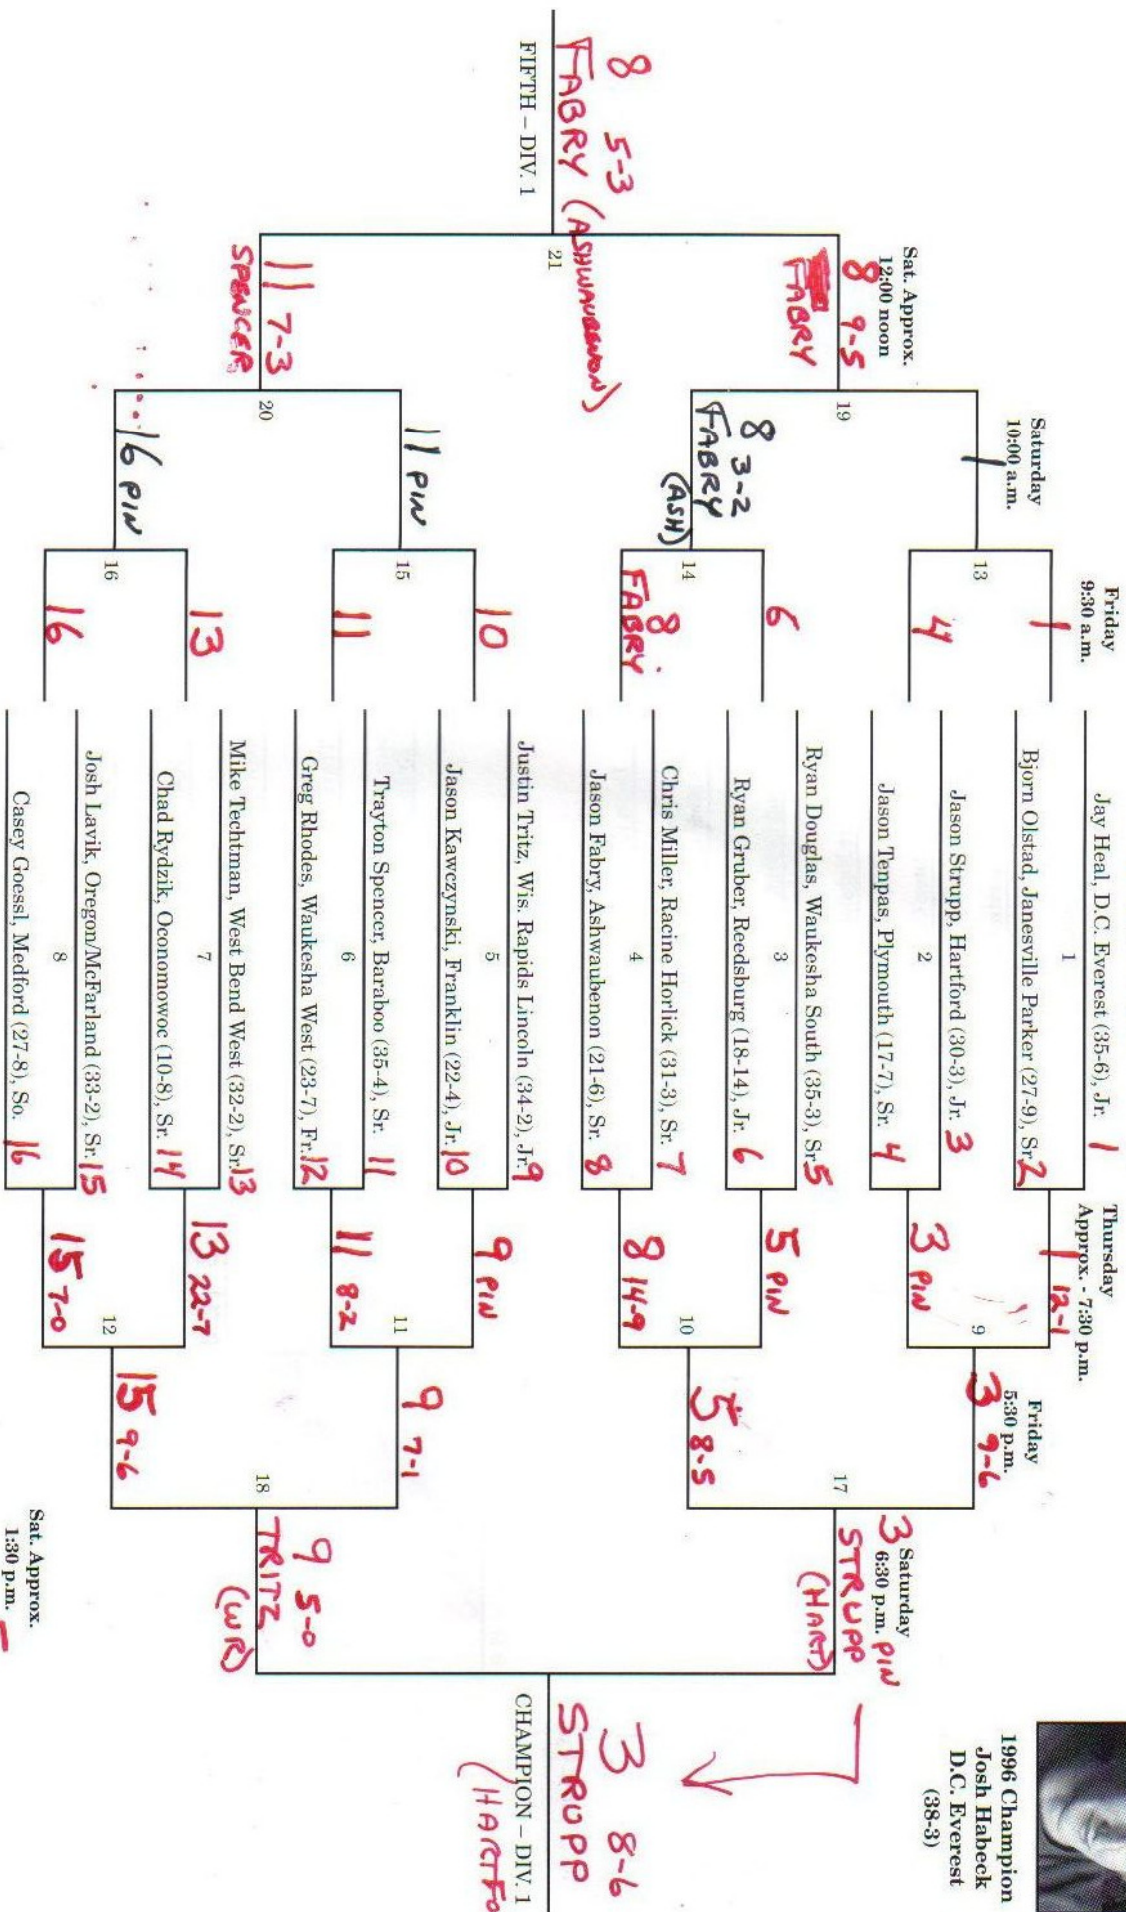 Friday
9:30 a.m.
Saturday
10:00 a.m.
Sat. Approx.
12:00 noon
1
4
13
1
6
8
FABRY
14
8 3-2
FABRY
(ASH)
19
8 9-5
FABRY
10
11
15
11 PIN
13
16
16
16 PIN
20
11 7-3
SPENCER
21
8 5-3
FABRY (ASHWAUBENON)
FIFTH – DIV. 1
Jay Heal, D.C. Everest (35-6), Jr. 1
1
Bjorn Olstad, Janesville Parker (27-9), Sr. 2
Jason Strupp, Hartford (30-3), Jr. 3
2
Jason Tenpas, Plymouth (17-7), Sr. 4
Ryan Douglas, Waukesha South (35-3), Sr. 5
3
Ryan Gruber, Reedsburg (18-14), Jr. 6
Chris Miller, Racine Horlick (31-3), Sr. 7
4
Jason Fabry, Ashwaubenon (21-6), Sr. 8
Justin Tritz, Wis. Rapids Lincoln (34-2), Jr. 9
5
Jason Kawczynski, Franklin (22-4), Jr. 10
Trayton Spencer, Baraboo (35-4), Sr. 11
6
Greg Rhodes, Waukesha West (23-7), Fr. 12
Mike Techtman, West Bend West (32-2), Sr. 13
7
Chad Rydzik, Oconomowoc (10-8), Sr. 14
Josh Lavik, Oregon/McFarland (33-2), Sr. 15
8
Casey Goessl, Medford (27-8), So. 16
Thursday
Approx. - 7:30 p.m.
1 12-1
9
3 PIN
5 PIN
10
8 14-9
9 PIN
11
11 8-2
13 22-7
12
15 7-0
Friday
5:30 p.m.
3 9-6
17
5 8-5
9 7-1
18
15 9-6
Saturday
6:30 p.m.
3 PIN
STRUPP
(HART)
9 5-0
TRITZ
(WR)
Sat. Approx.
1:30 p.m.
3 8-6
STRUPP
CHAMPION – DIV. 1
(HARTFO
1996 Champion
Josh Habeck
D.C. Everest
(38-3)